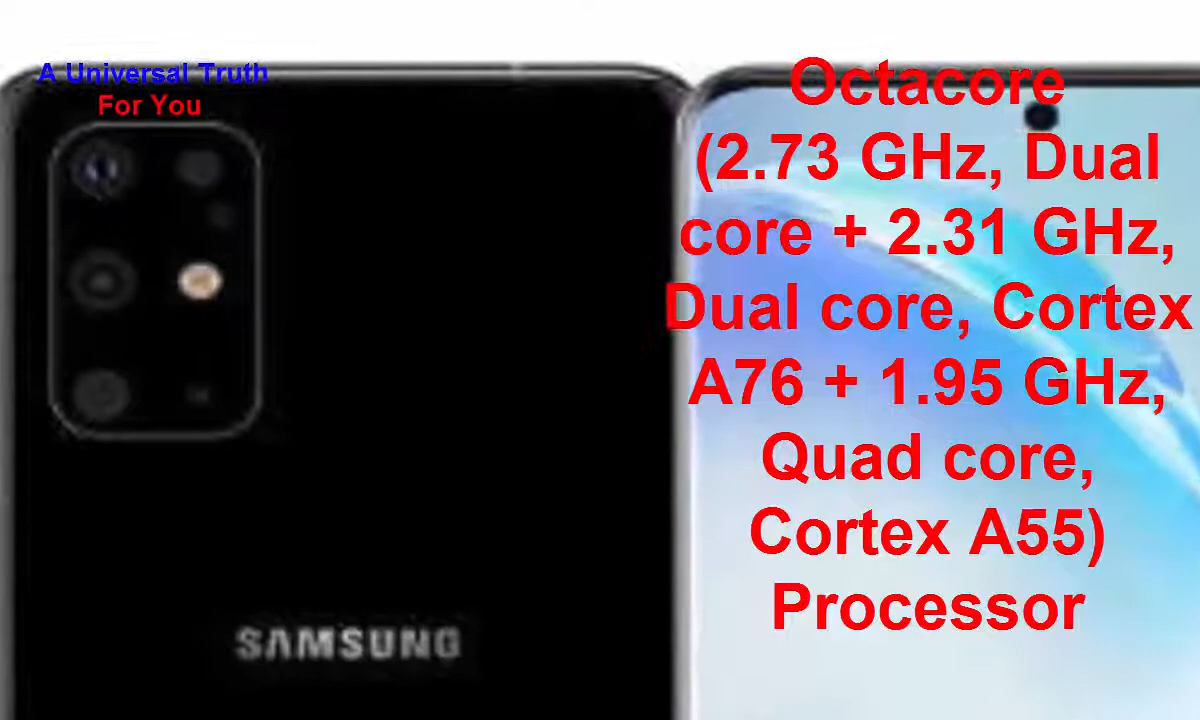 A Universal Truth
For You
Octacore
(2.73 GHz, Dual
core + 2.31 GHz,
Dual core, Cortex
A76 + 1.95 GHz,
Quad core,
Cortex A55)
Processor
SAMSUNG